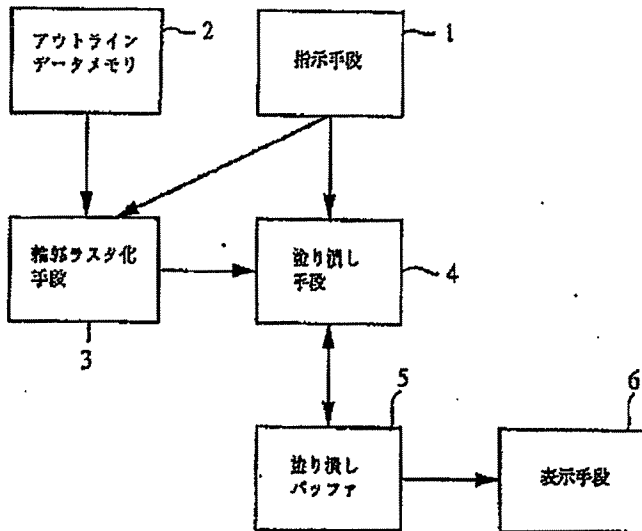 アウトライン
データメモリ
2
指示手段
1
輪郭ラスタ化
手段
3
塗り潰し
手段
4
塗り潰し
バッファ
5
表示手段
6